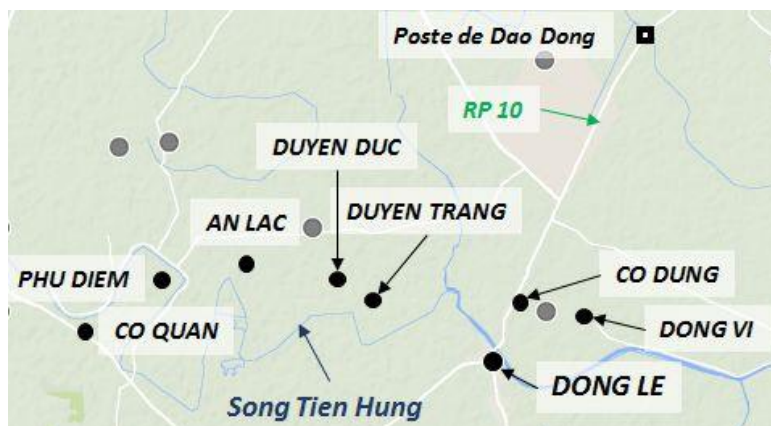 Poste de Dao Dong
RP 10
DUYEN DUC
AN LAC
DUYEN TRANG
PHU DIEM
CO DUNG
CO QUAN
DONG VI
DONG LE
Song Tien Hung